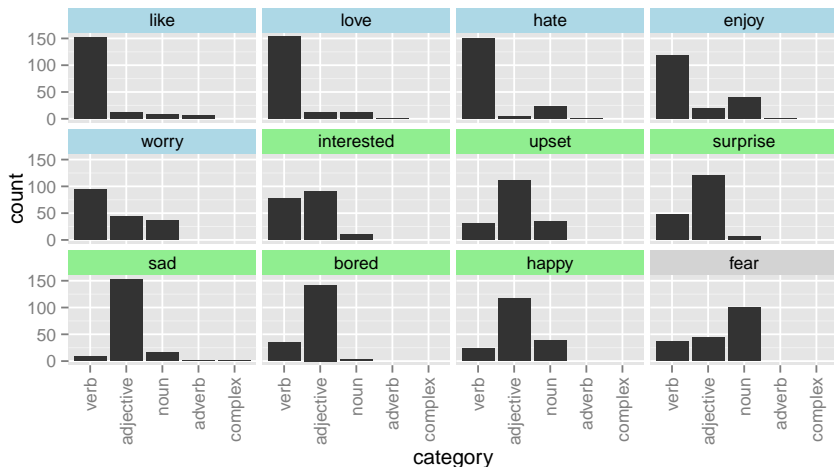 like love hate enjoy
150
100
50
0
worry interested upset surprise
150
100
50
0
count
sad bored happy fear
150
100
50
0
verb adjective noun adverb complex verb adjective noun adverb complex verb adjective noun adverb complex verb adjective noun adverb complex
category